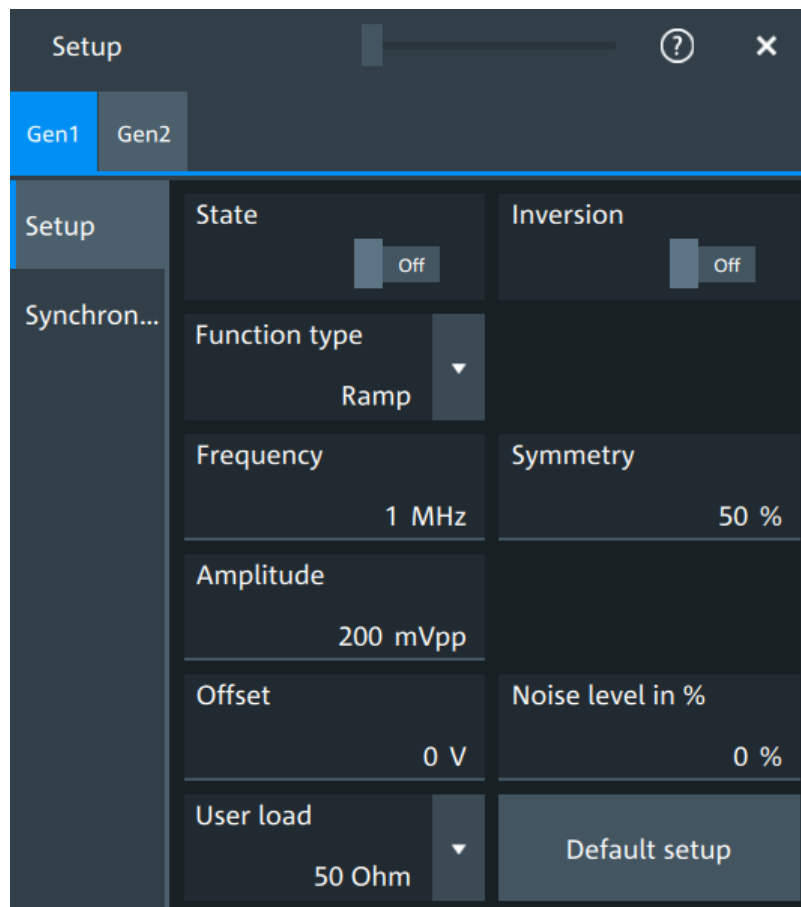 Setup
?
Gen1 Gen2
Setup
Synchron...
State
Off
Inversion
Off
Function type
Ramp
Frequency
1 MHz
Symmetry
50 %
Amplitude
200 mVpp
Offset
0 V
Noise level in %
0 %
User load
50 Ohm
Default setup